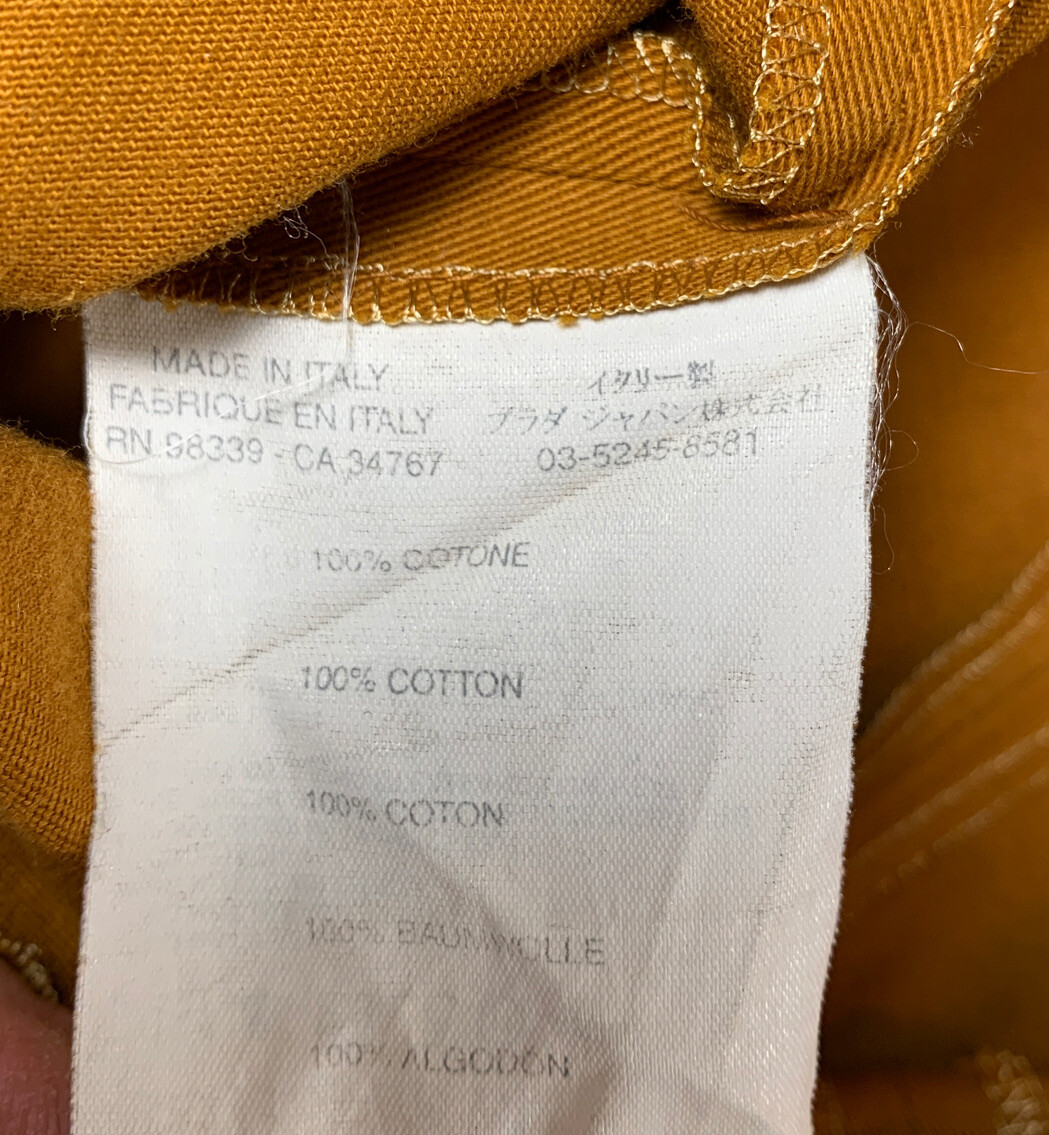 MADE IN ITALY
FABRIQUE EN ITALY
RN 98339 - CA 34767
イタリー製
プラダ ジャパン株式会社
03-5245-8581
100% COTONE
100% COTTON
100% COTON
100% BAUMWOLLE
100% ALGODÓN